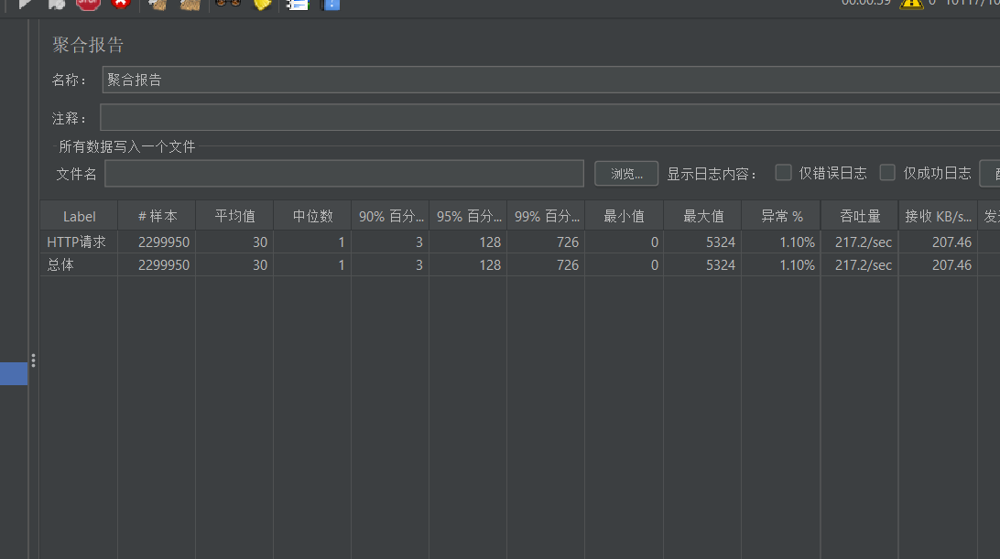 STOP 00:00:59 0 10117/10
聚合报告
名称： 聚合报告
注释：
所有数据写入一个文件
文件名 浏览... 显示日志内容： 仅错误日志 仅成功日志
Label # 样本 平均值 中位数 90% 百分... 95% 百分... 99% 百分... 最小值 最大值 异常 % 吞吐量 接收 KB/s...
HTTP请求 2299950 30 1 3 128 726 0 5324 1.10% 217.2/sec 207.46
总体 2299950 30 1 3 128 726 0 5324 1.10% 217.2/sec 207.46